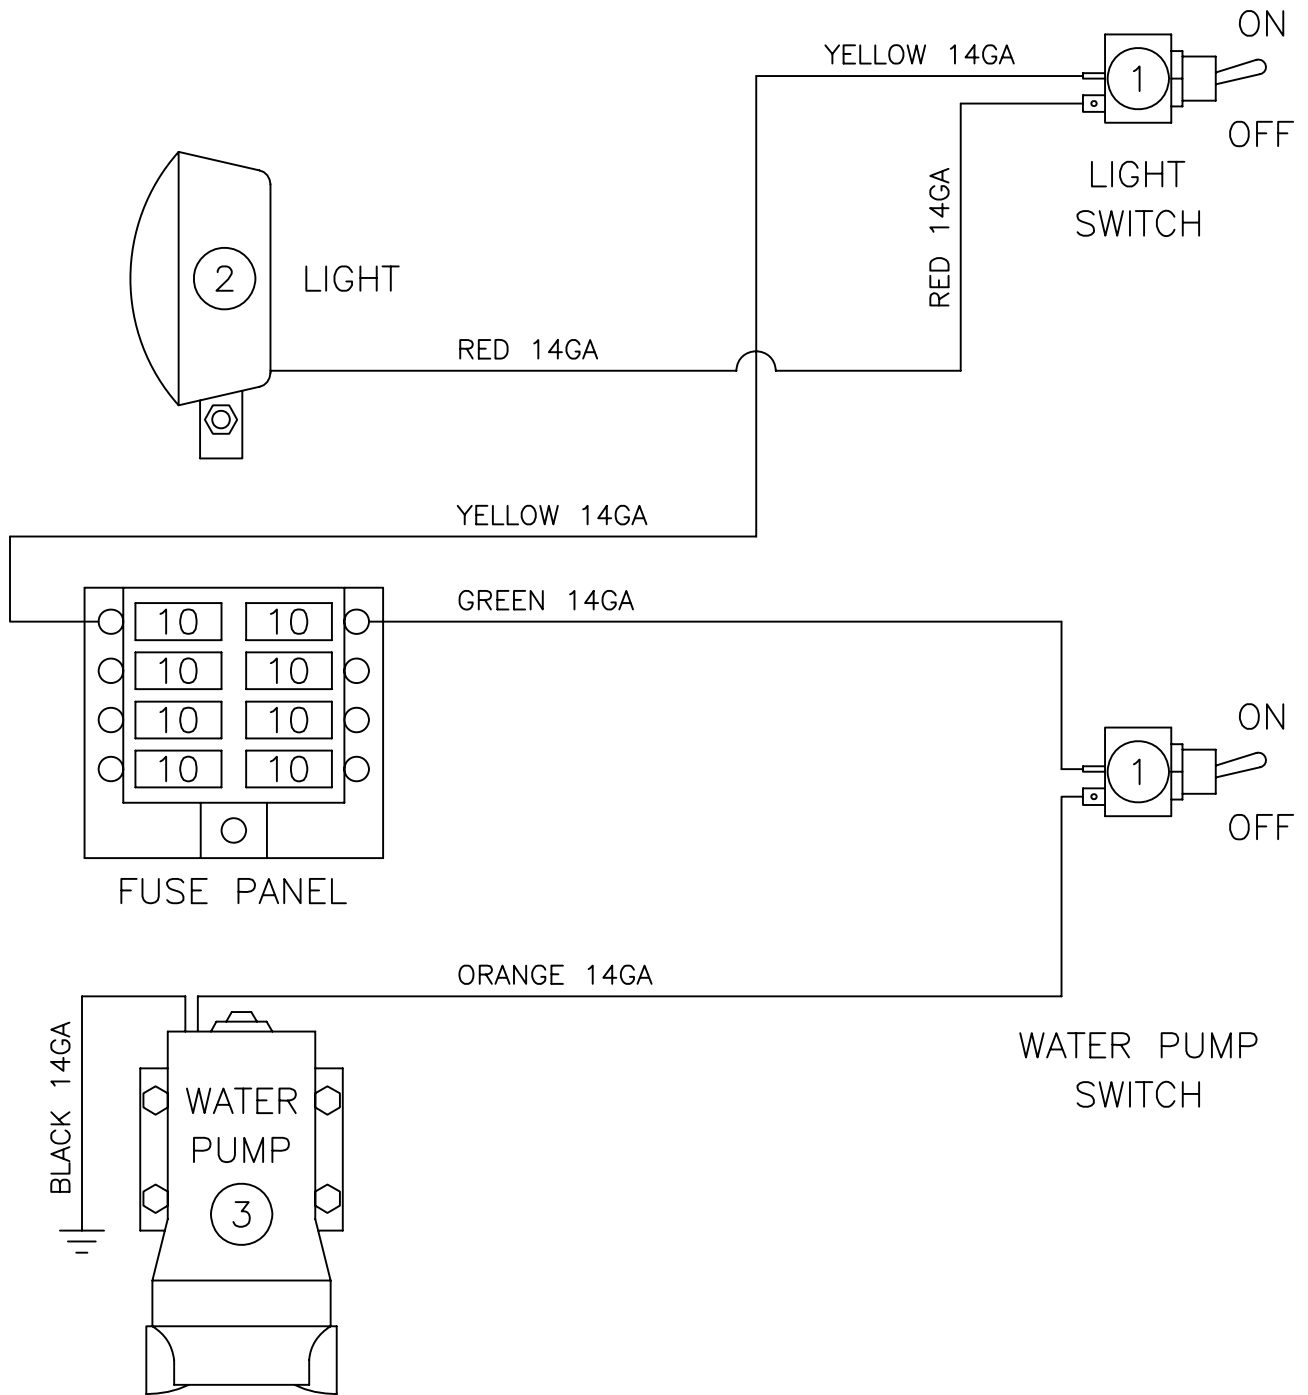 ON
YELLOW 14GA
1
OFF
LIGHT
SWITCH
RED 14GA
2
LIGHT
RED 14GA
YELLOW 14GA
GREEN 14GA
10 10
10 10
10 10
10 10
ON
1
OFF
FUSE PANEL
ORANGE 14GA
BLACK 14GA
WATER PUMP
SWITCH
WATER
PUMP
3